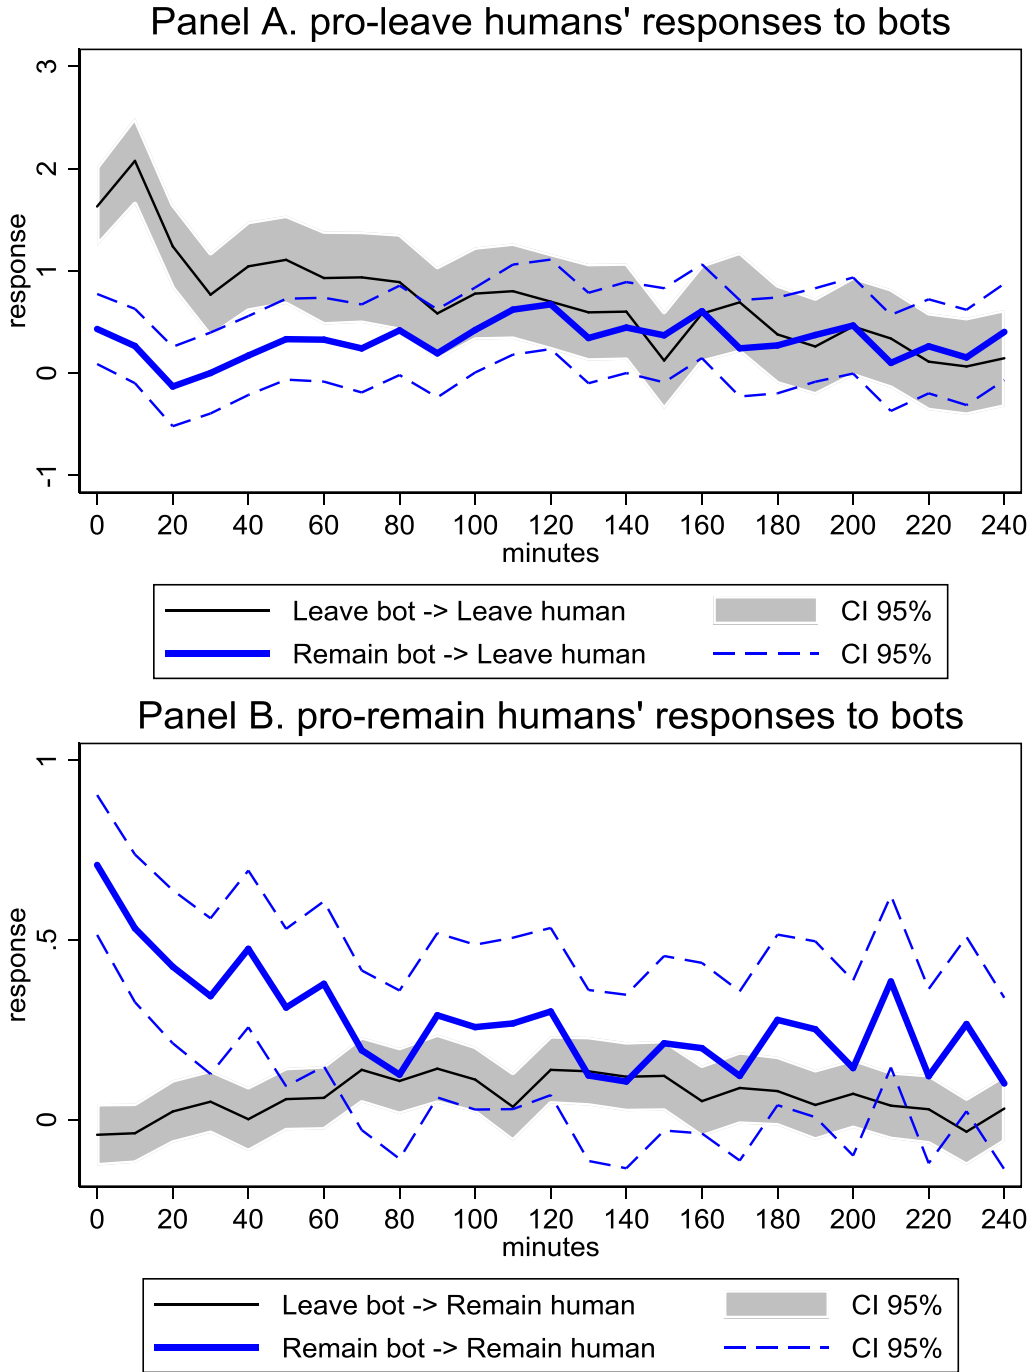 Panel A. pro-leave humans' responses to bots
response
3
2
1
0
-1
0 20 40 60 80 100 120 140 160 180 200 220 240
minutes
Leave bot -> Leave human CI 95%
Remain bot -> Leave human CI 95%
Panel B. pro-remain humans' responses to bots
response
1
.5
0
0 20 40 60 80 100 120 140 160 180 200 220 240
minutes
Leave bot -> Remain human CI 95%
Remain bot -> Remain human CI 95%